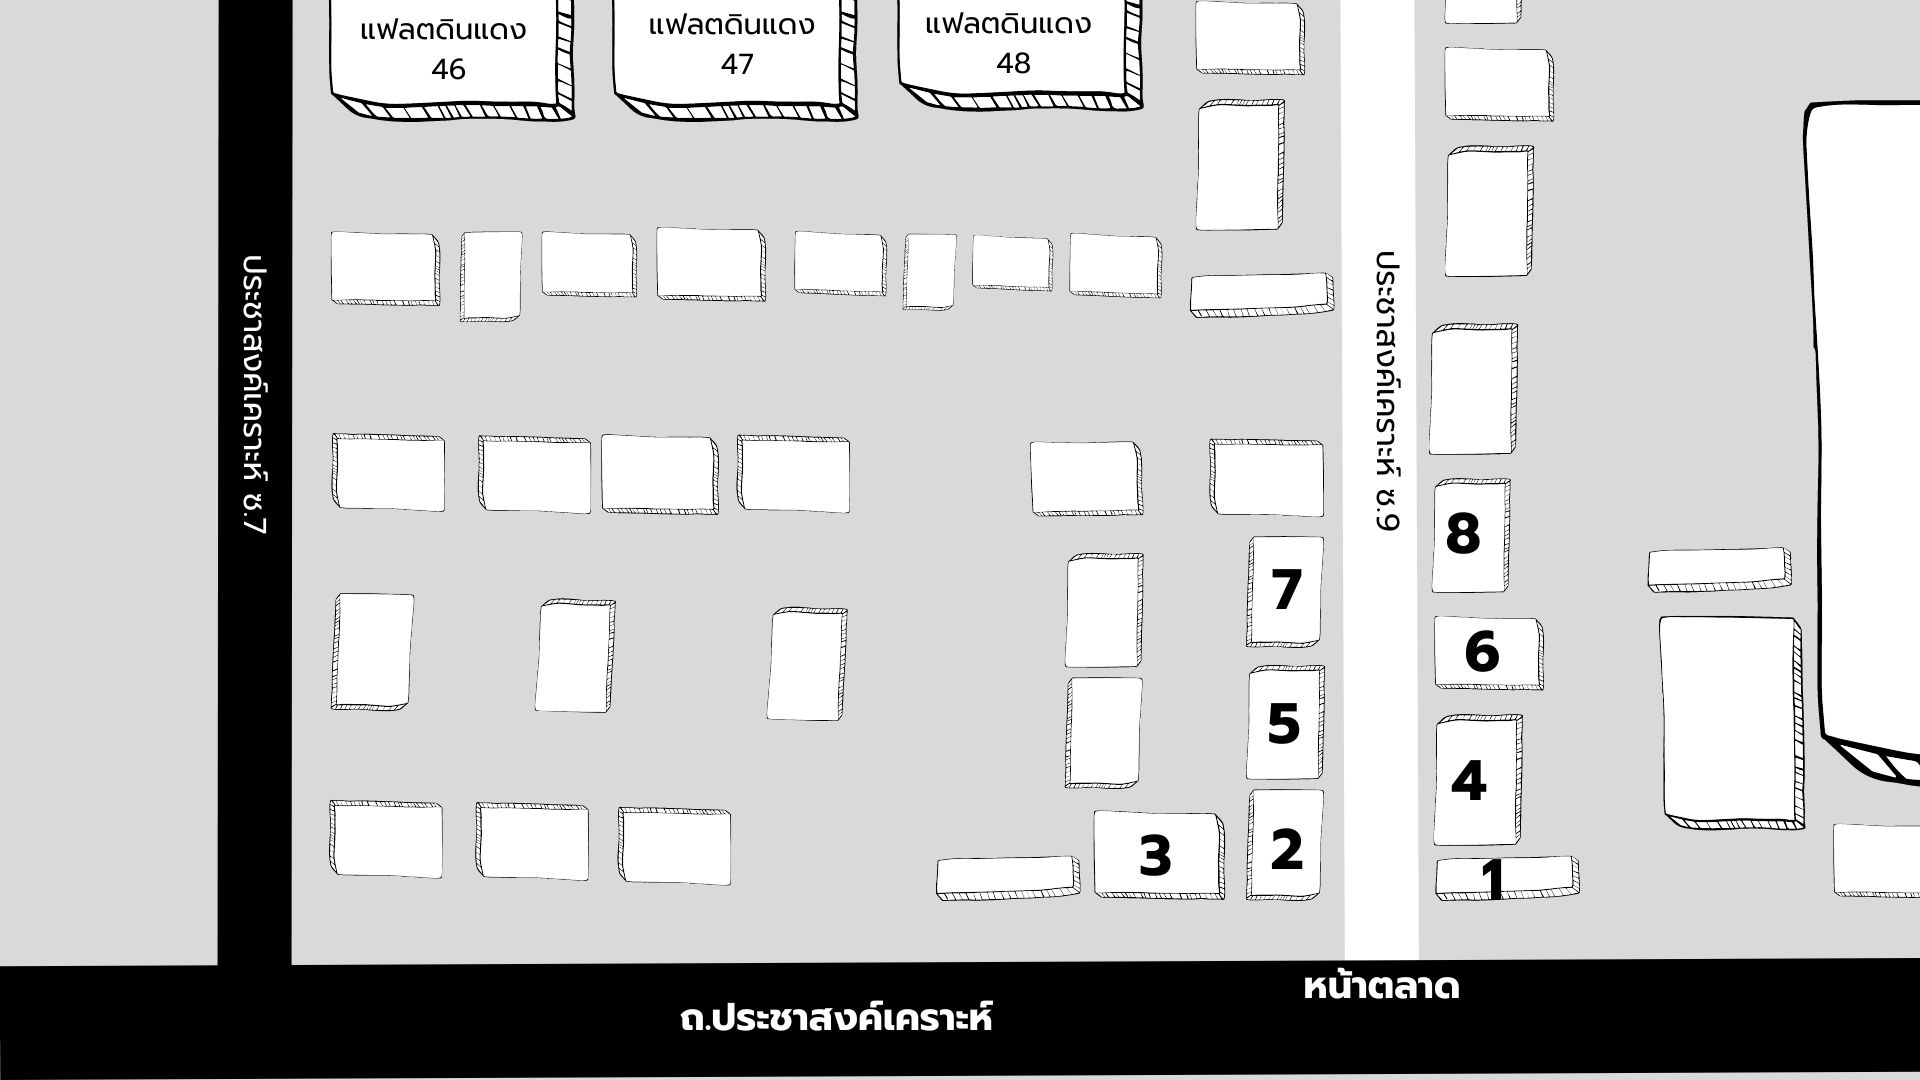 แฟลตดินแดง
46
แฟลตดินแดง
47
แฟลตดินแดง
48
ประชาสงค์เคราะห์ ซ.7
ประชาสงค์เคราะห์ ซ.9
8
7
6
5
4
3
2
1
หน้าตลาด
ถ.ประชาสงค์เคราะห์